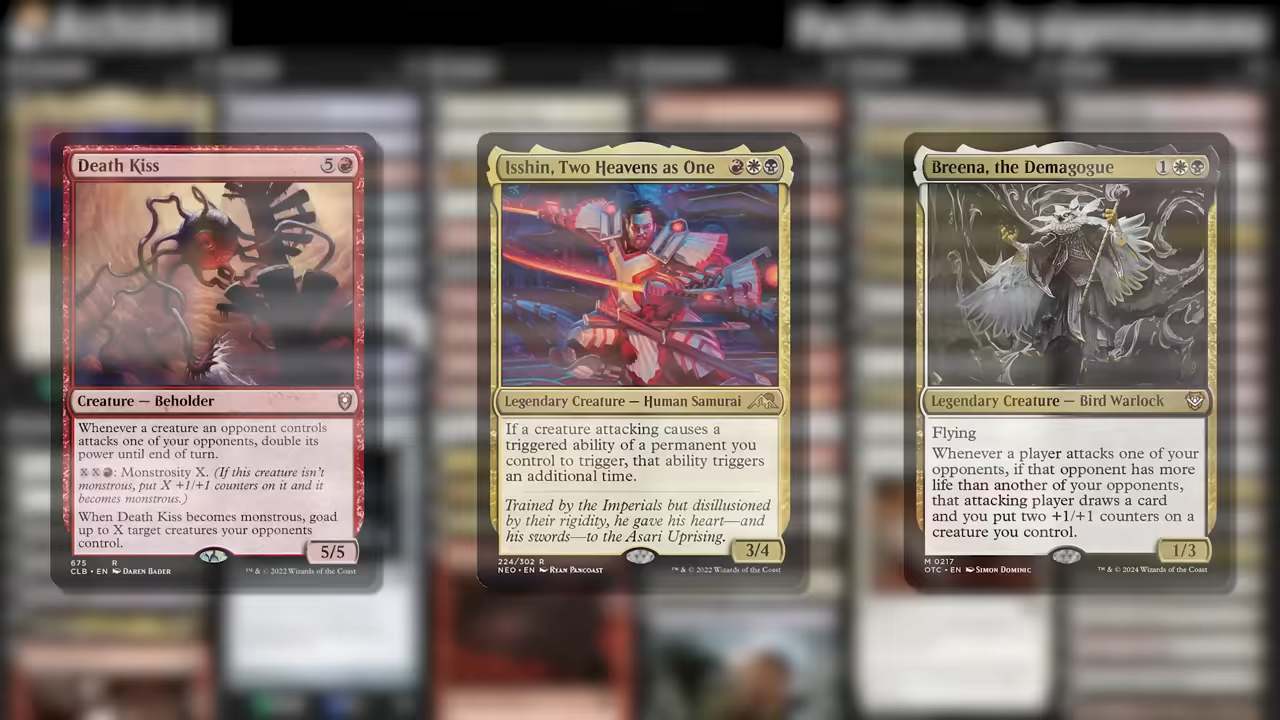 Death Kiss
5
Creature — Beholder
Whenever a creature an opponent controls
attacks one of your opponents, double its
power until end of turn.
X X : Monstrosity X. (If this creature isn't
monstrous, put X +1/+1 counters on it and it
becomes monstrous.)
When Death Kiss becomes monstrous, goad
up to X target creatures your opponents
control.
5/5
675 R
CLB • EN DAREN BADER
™ & © 2022 Wizards of the Coast
Isshin, Two Heavens as One
Legendary Creature — Human Samurai
If a creature attacking causes a
triggered ability of a permanent you
control to trigger, that ability triggers
an additional time.
Trained by the Imperials but disillusioned
by their rigidity, he gave his heart—and
his swords—to the Asari Uprising.
3/4
224/302 R
NEO • EN RYAN PANCOAST
™ & © 2022 Wizards of the Coast
Breena, the Demagogue
1
Legendary Creature — Bird Warlock
Flying
Whenever a player attacks one of your
opponents, if that opponent has more
life than another of your opponents,
that attacking player draws a card
and you put two +1/+1 counters on a
creature you control.
1/3
M 0217
OTC • EN SIMON DOMINIC
™ & © 2024 Wizards of the Coast